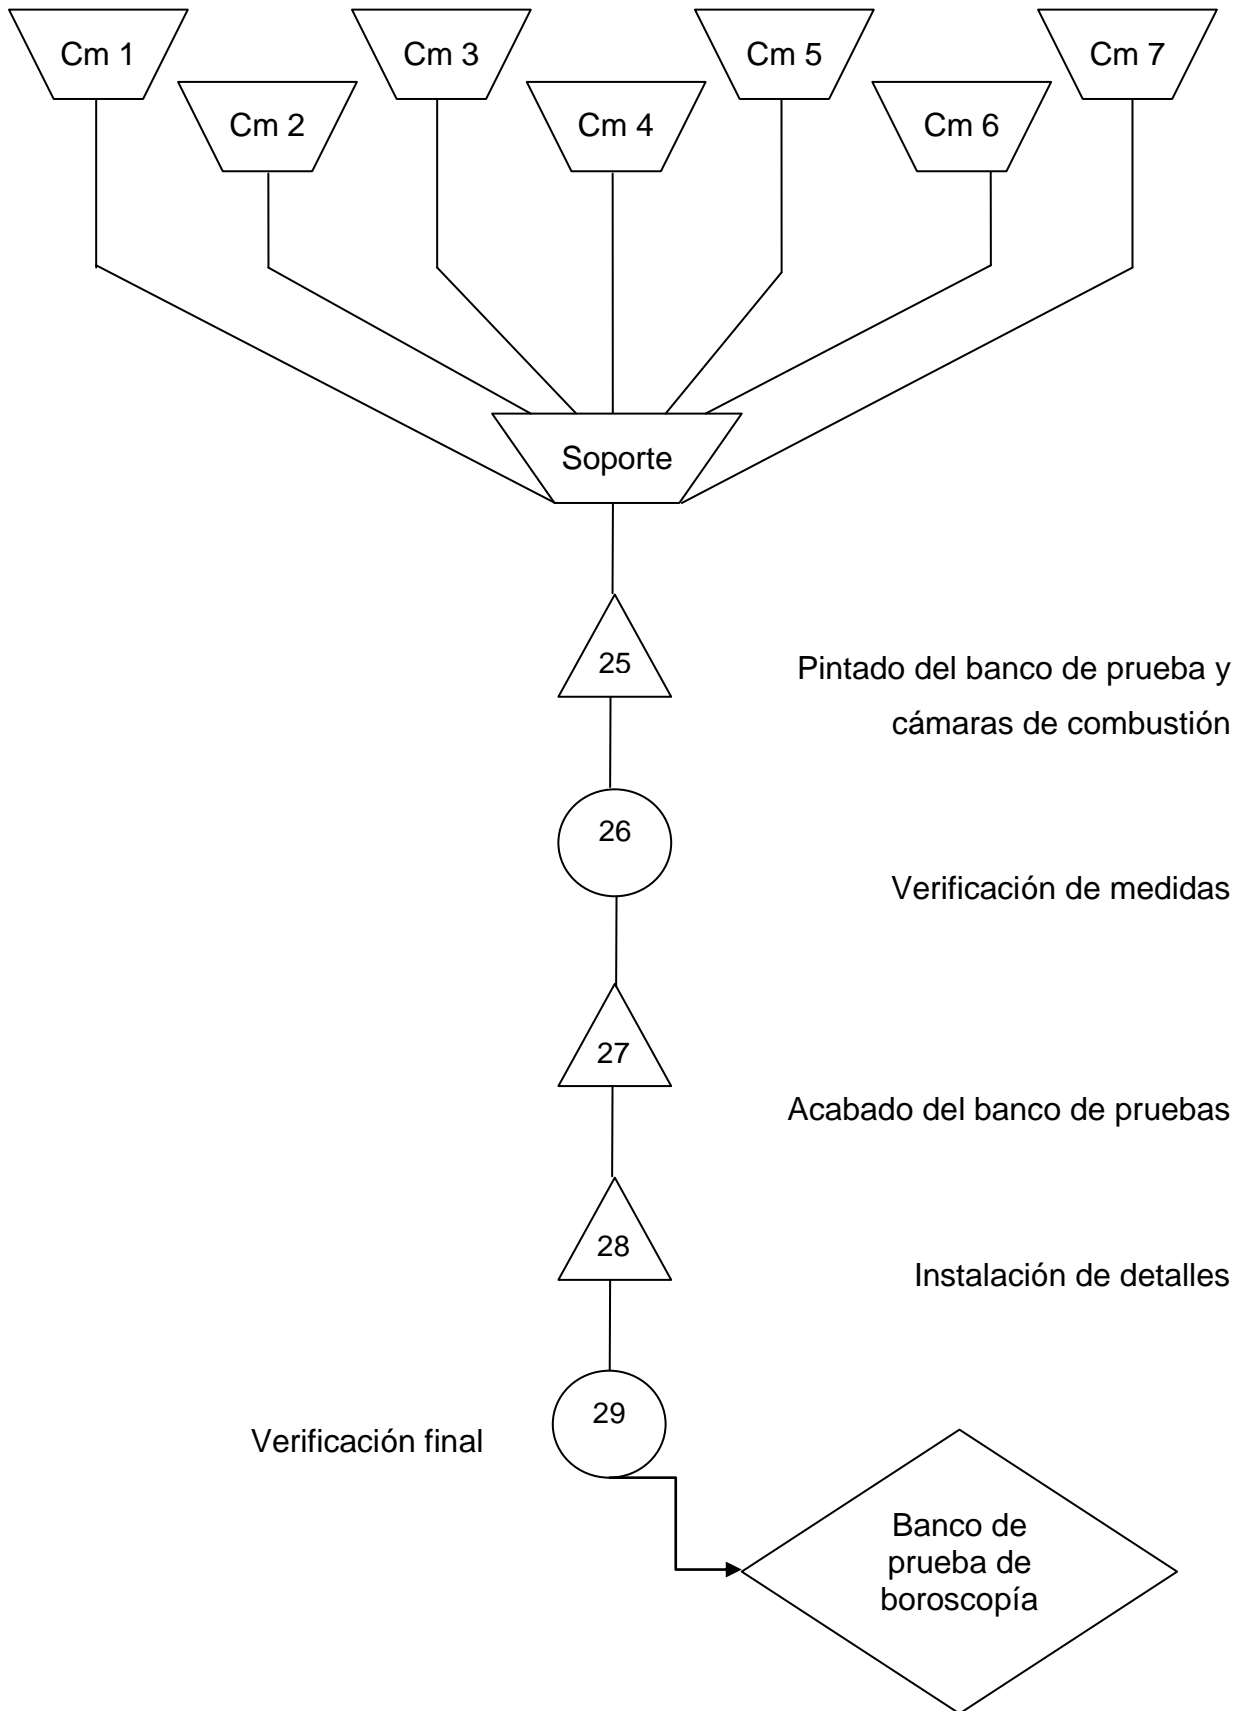 Cm 1
Cm 3
Cm 5
Cm 7
Cm 2
Cm 4
Cm 6
Soporte
25
Pintado del banco de prueba y
cámaras de combustión
26
Verificación de medidas
27
Acabado del banco de pruebas
28
Instalación de detalles
29
Verificación final
Banco de
prueba de
boroscopía